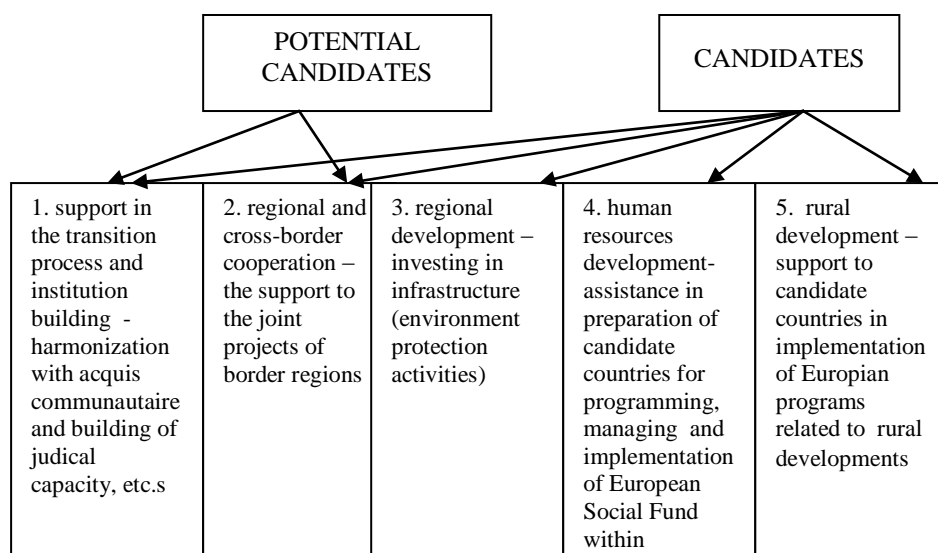 POTENTIAL
CANDIDATES
CANDIDATES
1. support in
the transition
process and
institution
building -
harmonization
with acquis
communautaire
and building of
judical
capacity, etc.s
2. regional and
cross-border
cooperation –
the support to
the joint
projects of
border regions
3. regional
development –
investing in
infrastructure
(environment
protection
activities)
4. human
resources
development-
assistance in
preparation of
candidate
countries for
programming,
managing and
implementation
of European
Social Fund
within
5. rural
development –
support to
candidate
countries in
implementation
of Europian
programs
related to rural
developments